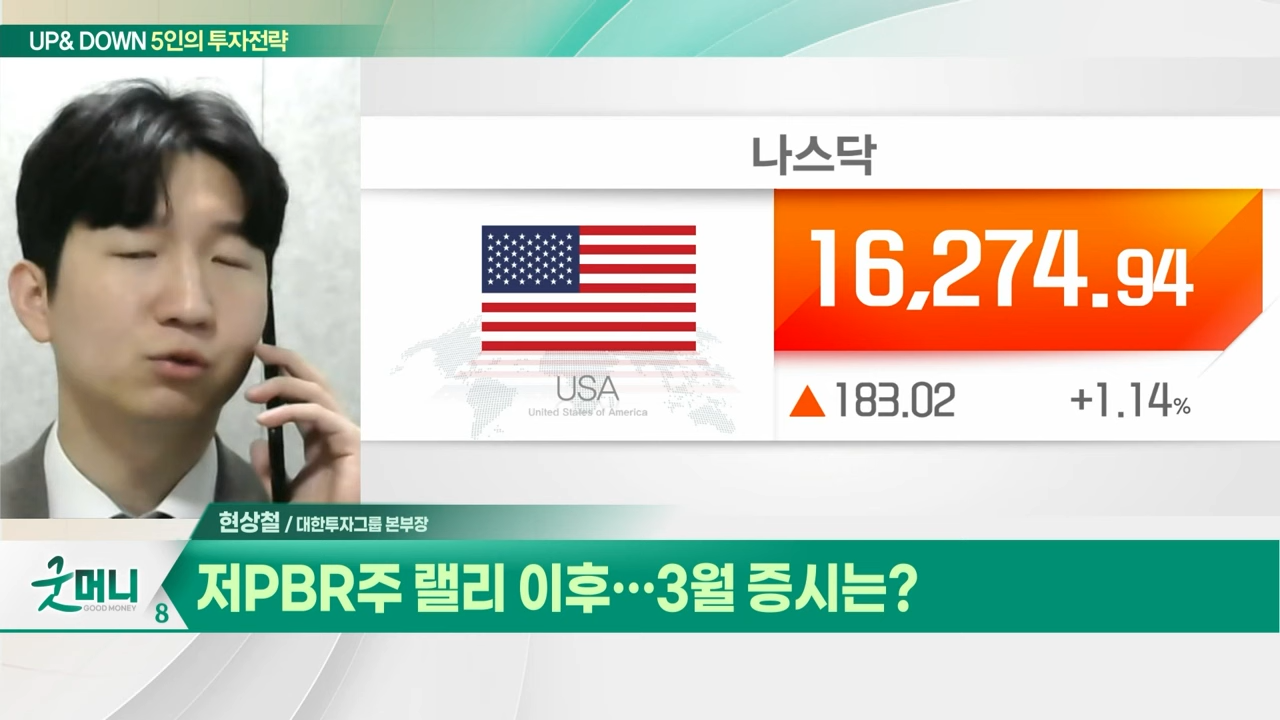 UP& DOWN 5인의 투자전략
나스닥
16,274.94
USA
United States of America
▲ 183.02 +1.14%
현상철 / 대한투자그룹 본부장
굿머니
GOOD MONEY
8
저PBR주 랠리 이후…3월 증시는?